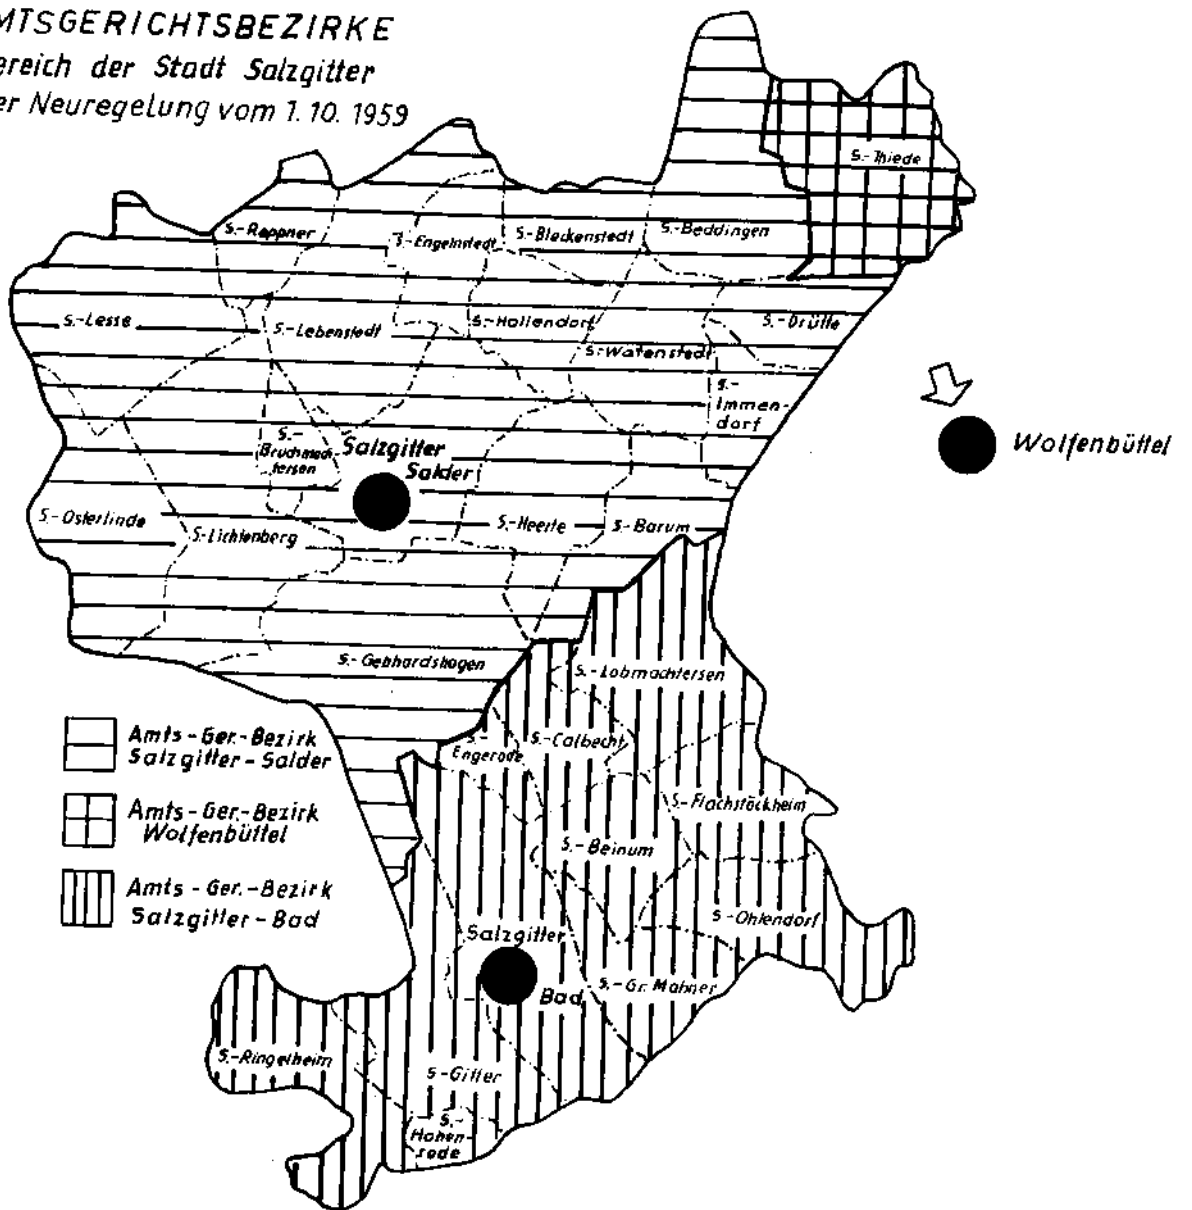 MTSGERICHTSBEZIRKE
ereich der Stadt Salzgitter
er Neuregelung vom 1. 10. 1959
S.-Thiede
S.-Reppner
S.-Engelnstedt
S.-Bleckenstedt
S.-Beddingen
S.-Lesse
S.-Lebenstedt
S.-Hallendorf
S.-Watenstedt
S.-Drütte
S.-
Immen-
dorf
Wolfenbüttel
S.-
Bruchmach-
tersen
Salzgitter
Salder
S.-Osterlinde
S.-Lichtenberg
S.-Heerte
S.-Barum
S.-Gebhardshagen
S.-Lobmachtersen
Amts-Ger.-Bezirk
Salzgitter-Salder
S.-
Engerode
S.-Calbecht
Amts-Ger.-Bezirk
Wolfenbüttel
S.-Flachstöckheim
S.-Beinum
Amts-Ger.-Bezirk
Salzgitter-Bad
S-Ohlendorf
Salzgitter
Bad
S.-Gr. Mahner
S.-Ringelheim
S-Gitter
S.-
Hohen-
rode